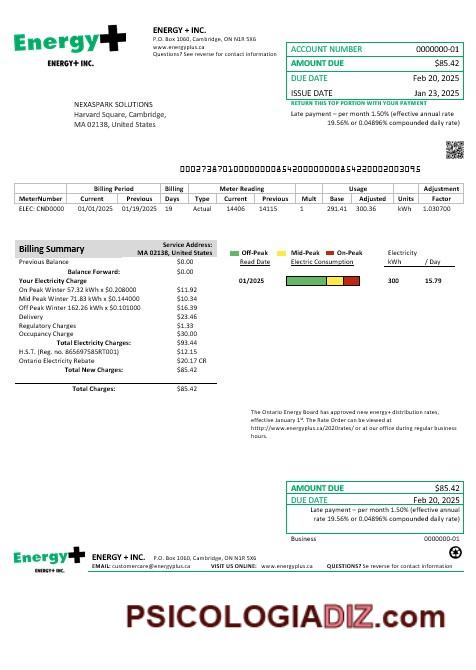 Energy+
ENERGY+ INC.
ENERGY + INC.
P.O. Box 1060, Cambridge, ON N1R 5X6
www.energyplus.ca
Questions? See reverse for contact information
ACCOUNT NUMBER 0000000-01
AMOUNT DUE $85.42
DUE DATE Feb 20, 2025
ISSUE DATE Jan 23, 2025
RETURN THIS TOP PORTION WITH YOUR PAYMENT
Late payment – per month 1.50% (effective annual rate
19.56% or 0.04896% compounded daily rate)
NEXASPARK SOLUTIONS
Harvard Square, Cambridge,
MA 02138, United States
Billing Period Billing Meter Reading Usage Adjustment
MeterNumber Current Previous Days Type Current Previous Mult Base Adjusted Units Factor
ELEC: CND0000 01/01/2025 01/19/2025 19 Actual 14406 14115 1 291.41 300.36 kWh 1.030700
Billing Summary
Service Address:
MA 02138, United States
Previous Balance $0.00
Balance Forward: $0.00
Your Electricity Charge
On Peak Winter 57.32 kWh x $0.208000 $11.92
Mid Peak Winter 71.83 kWh x $0.144000 $10.34
Off Peak Winter 162.26 kWh x $0.101000 $16.39
Delivery $23.46
Regulatory Charges $1.33
Occupancy Charge $30.00
Total Electricity Charges: $93.44
H.S.T. (Reg. no. 865697585RT001) $12.15
Ontario Electricity Rebate $20.17 CR
Total New Charges: $85.42
Total Charges: $85.42
Off-Peak Mid-Peak On-Peak Electricity
Read Date Electric Consumption kWh / Day
01/2025 300 15.79
The Ontario Energy Board has approved new energy+ distribution rates,
effective January 1st. The Rate Order can be viewed at
http://www.energyplus.ca/2020rates/ or at our office during regular business
hours.
AMOUNT DUE $85.42
DUE DATE Feb 20, 2025
Late payment – per month 1.50% (effective annual
rate 19.56% or 0.04896% compounded daily rate)
Business 0000000-01
Energy+
ENERGY+ INC.
ENERGY + INC. P.O. Box 1060, Cambridge, ON N1R 5X6
EMAIL: customercare@energyplus.ca VISIT US ONLINE: www.energyplus.ca QUESTIONS? See reverse for contact information
PSICOLOGIADIZ.com